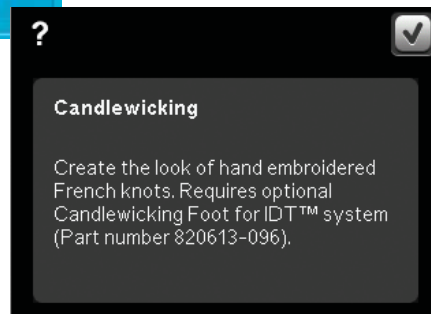 ?
Candlewicking
Create the look of hand embroidered
French knots. Requires optional
Candlewicking Foot for IDT™ system
(Part number 820613-096).